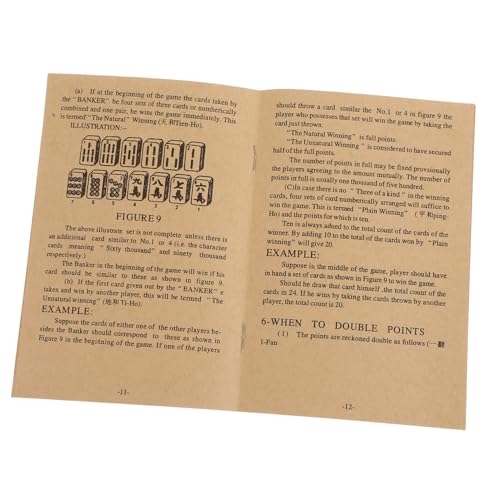 (a) If at the beginning of the game the cards taken by
the "BANKER" be four sets of three cards or numberically
combined and one pair, he wins the game immediately. This
is termed "The Natural" Winning (天和Tien-Ho).
ILLUSTRATION:—
7 6 5 4 3 2 1
FIGURE 9
The above illustrate set is not complete unless there is
an additional card similar to No.1 or 4 (i.e. the character
cards meaning "Sixty thousand" and ninety thousand
respectively.)
The Banker in the beginning of the game will win if his
card should be similar to these as shown in figure 9.
(b) If the first card given out by the "BANKER" e
taken and win by another player, this will be termed "The
Unnatural winning" (地和Ti-Ho).
EXAMPLE:
Suppose the cards of either one of the other players be-
sides the Banker should correspond to these as shown in
Figure 9 in the beginning of the game. If one of the players
-11-
should throw a card similar the No.1 or 4 in figure 9 the
player who possesses that set will win the game by taking the
card just thrown.
"The Natural Winning" is full points.
"The Unnatural Winning" is considered to have secured
half of the full points.
The number of points in full may be fixed provisionally
the players agreeing to the amount mutually. The number of
points in full is usually one thousand of five hundred.
(C)In case there is no "Three of a kind" in the winning
cards, four sets of card numberically arranged will suffice to
win the game. This is termed "Plain Winning" (平和ping-
Ho) and the points for which is ten.
Ten is always adued to the total count of the cards of the
winner. By adding 10 to the total of the cards won by "Plain
winning" will give 20.
EXAMPLE:
Suppose in the middle of the game, player should have
in hand a set of cards as shown in Figure 9 to win the game.
Should he draw that card himself ,the total count of the
cards in 24. If he wins by taking the cards thrown by another
player, the total count is 20.
6-WHEN TO DOUBLE POINTS
(1) The points are reckoned double as follows (一翻
1-Fan
-12-